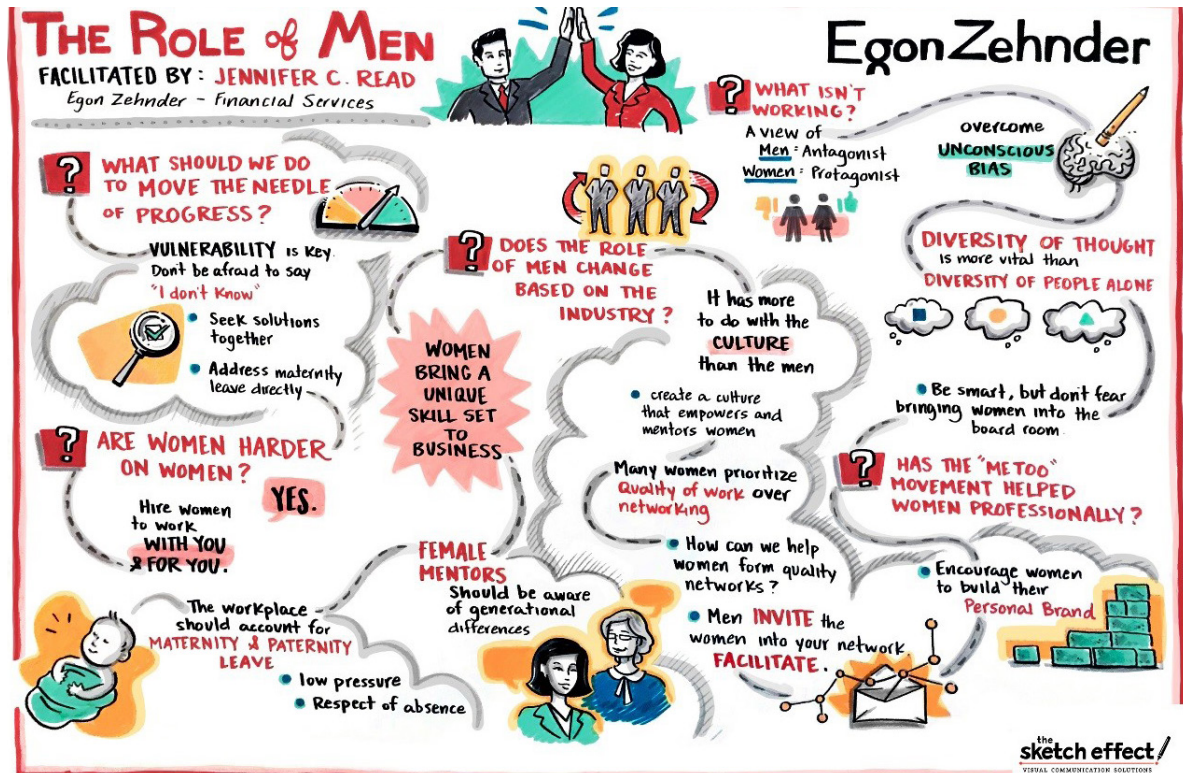 THE ROLE of MEN
FACILITATED BY: JENNIFER C. READ
Egon Zehnder - Financial Services
EgonZehnder
? WHAT SHOULD WE DO
TO MOVE THE NEEDLE
OF PROGRESS?
VULNERABILITY is key.
Don't be afraid to say
"I don't know"
• Seek solutions
together
• Address maternity
leave directly
? ARE WOMEN HARDER
ON WOMEN?
YES.
Hire women
to work
WITH YOU
& FOR YOU.
The workplace
should account for
MATERNITY & PATERNITY
LEAVE
• low pressure
• Respect of absence
FEMALE
MENTORS
Should be aware
of generational
differences
WOMEN
BRING A
UNIQUE
SKILL SET
TO
BUSINESS
? DOES THE ROLE
OF MEN CHANGE
BASED ON THE
INDUSTRY?
It has more
to do with the
CULTURE
than the men
• create a culture
that empowers and
mentors women
Many women prioritize
Quality of work over
networking
• How can we help
women form quality
networks?
• Men INVITE the
women into your network.
FACILITATE.
? WHAT ISN'T
WORKING?
A view of
Men: Antagonist
Women: Protagonist
overcome
UNCONSCIOUS
BIAS
DIVERSITY OF THOUGHT
is more vital than
DIVERSITY OF PEOPLE ALONE
• Be smart, but don't fear
bringing women into the
board room.
? HAS THE "ME TOO"
MOVEMENT HELPED
WOMEN PROFESSIONALLY?
• Encourage women
to build their
Personal Brand
the
sketch effect
VISUAL COMMUNICATION SOLUTIONS